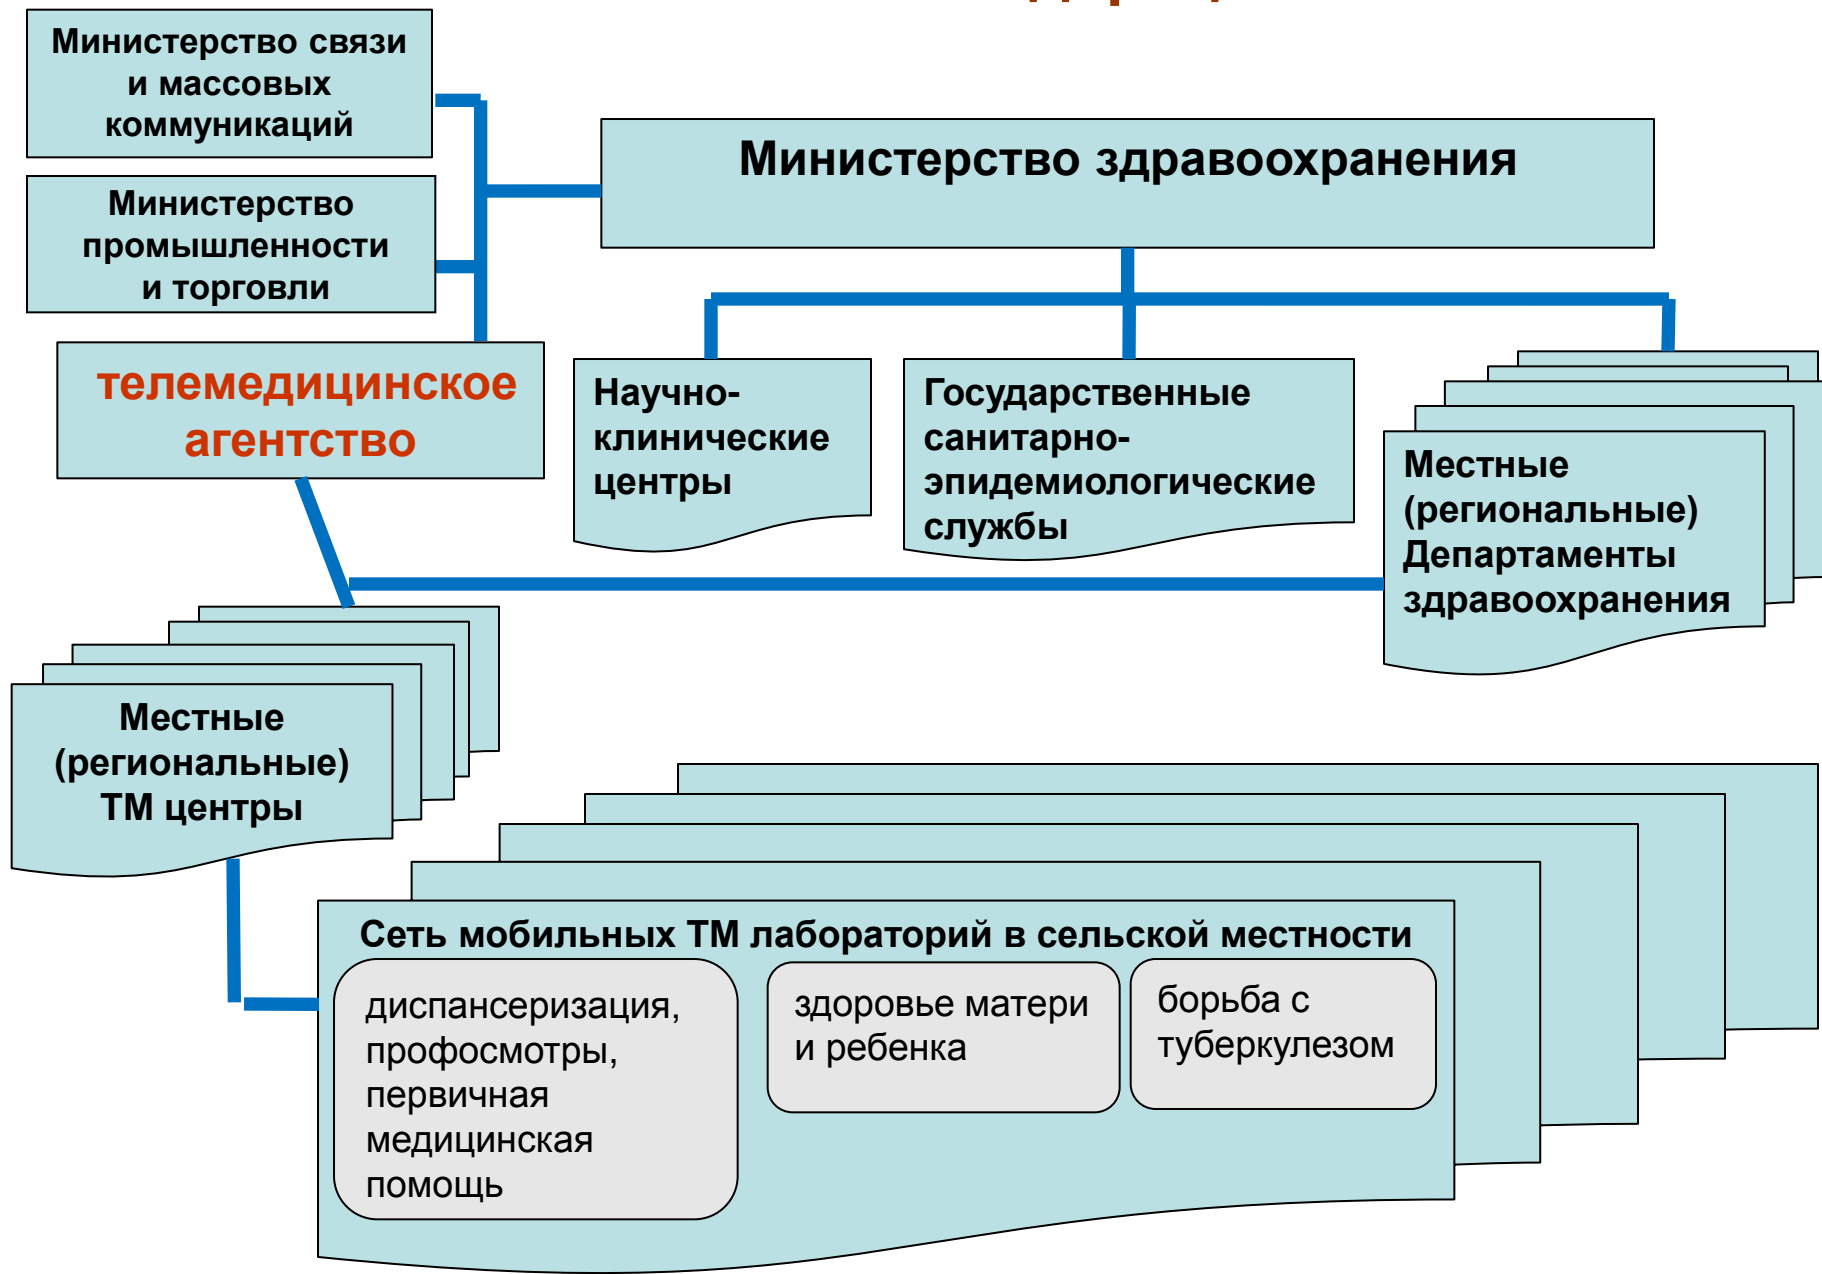 Министерство связи
и массовых
коммуникаций
Министерство здравоохранения
Министерство
промышленности
и торговли
телемедицинское
агентство
Научно-
клинические
центры
Государственные
санитарно-
эпидемиологические
службы
Местные
(региональные)
Департаменты
здравоохранения
Местные
(региональные)
ТМ центры
Сеть мобильных ТМ лабораторий в сельской местности
диспансеризация,
профосмотры,
первичная
медицинская
помощь
здоровье матери
и ребенка
борьба с
туберкулезом